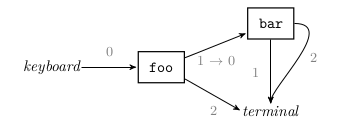 bar
0
keyboard
foo
1 → 0
1
2
2
terminal